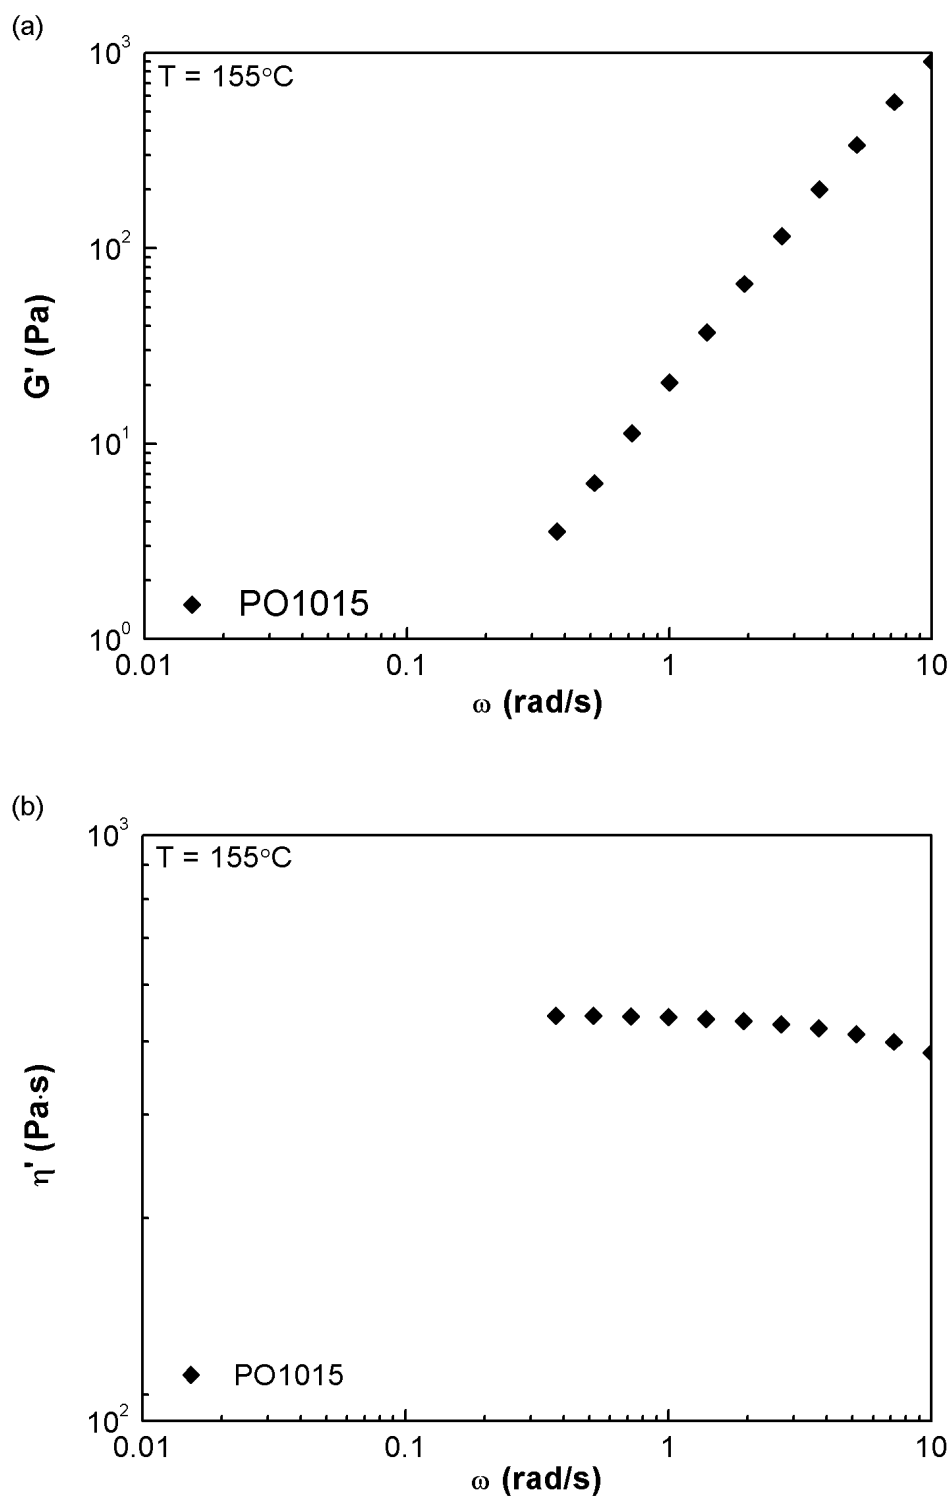 (a)
10³
T = 155°C
10²
G' (Pa)
10¹
PO1015
10⁰
0.01 0.1 1 10
ω (rad/s)
(b)
10³
T = 155°C
η' (Pa·s)
PO1015
10²
0.01 0.1 1 10
ω (rad/s)